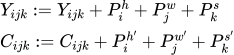 Y_{ijk} := Y_{ijk} + P_i^h + P_j^w + P_k^s
C_{ijk} := C_{ijk} + P_i^{h'} + P_j^{w'} + P_k^{s'}